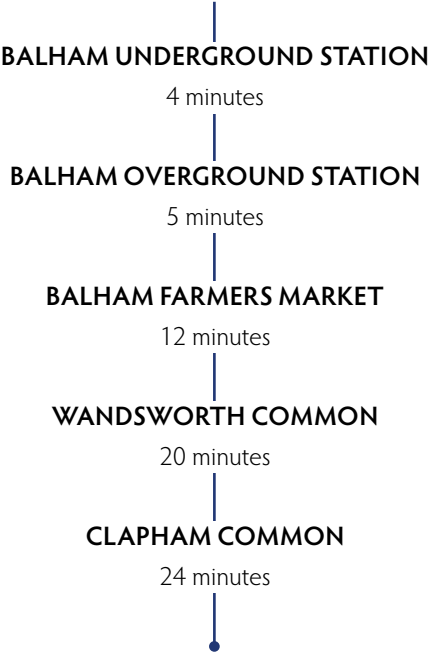 BALHAM UNDERGROUND STATION
4 minutes
BALHAM OVERGROUND STATION
5 minutes
BALHAM FARMERS MARKET
12 minutes
WANDSWORTH COMMON
20 minutes
CLAPHAM COMMON
24 minutes